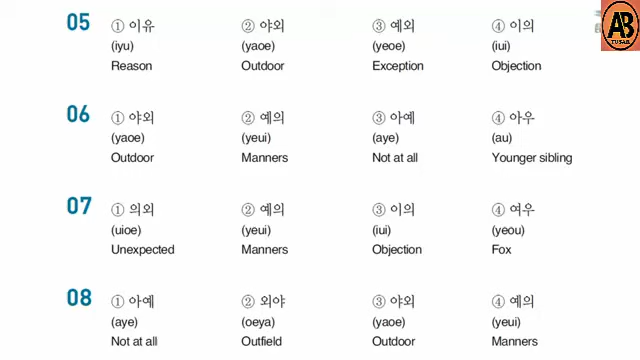 05 ① 이유 ② 야외 ③ 예외 ④ 이의
(iyu) (yaoe) (yeoe) (iui)
Reason Outdoor Exception Objection
06 ① 야외 ② 예의 ③ 아예 ④ 아우
(yaoe) (yeui) (aye) (au)
Outdoor Manners Not at all Younger sibling
07 ① 의외 ② 예의 ③ 이의 ④ 여우
(uioe) (yeui) (iui) (yeou)
Unexpected Manners Objection Fox
08 ① 아예 ② 외야 ③ 야외 ④ 예의
(aye) (oeya) (yaoe) (yeui)
Not at all Outfield Outdoor Manners
AB
TUSAR